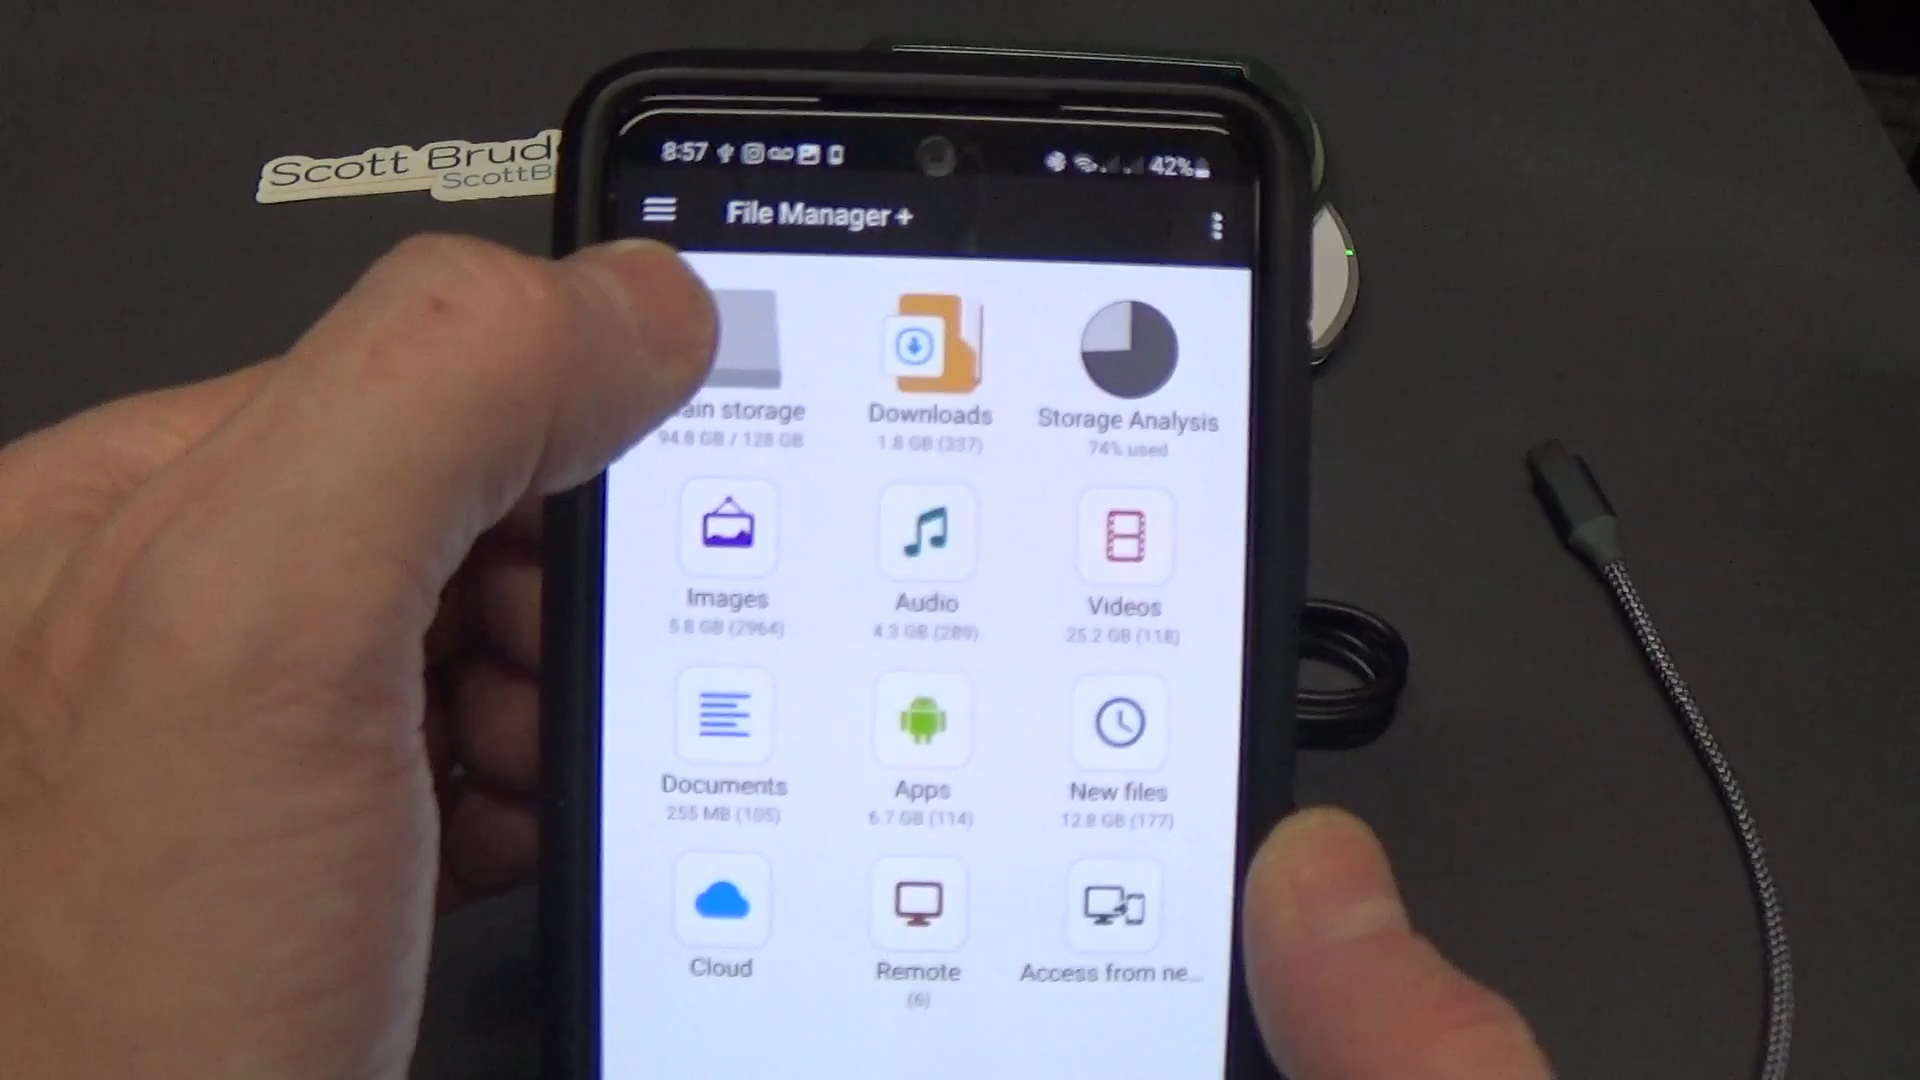 Scott Brud
ScottB
8:57
42%
File Manager +
ain storage
94.8 GB / 128 GB
Downloads
1.8 GB (337)
Storage Analysis
74% used
Images
5.8 GB (2964)
Audio
4.3 GB (289)
Videos
25.2 GB (118)
Documents
255 MB (105)
Apps
6.7 GB (114)
New files
12.8 GB (177)
Cloud
Remote
(6)
Access from ne...